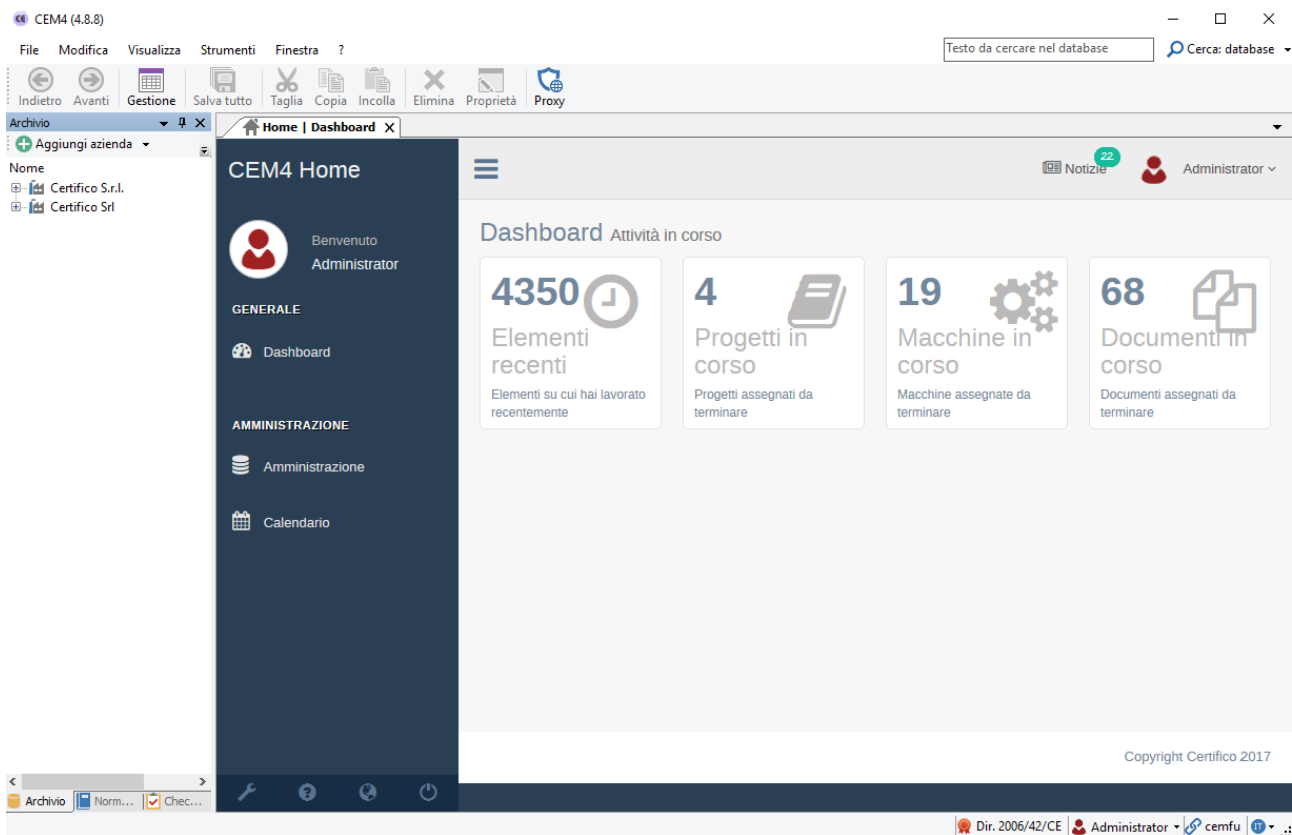 CE CEM4 (4.8.8)
File Modifica Visualizza Strumenti Finestra ?
Testo da cercare nel database
Cerca: database
Indietro Avanti Gestione Salva tutto Taglia Copia Incolla Elimina Proprietà Proxy
Archivio
Home | Dashboard X
Aggiungi azienda
Nome
Certifico S.r.l.
Certifico Srl
CEM4 Home
Benvenuto
Administrator
GENERALE
Dashboard
AMMINISTRAZIONE
Amministrazione
Calendario
Notizie
22
Administrator
Dashboard Attività in corso
4350
Elementi
recenti
Elementi su cui hai lavorato
recentemente
4
Progetti in
corso
Progetti assegnati da
terminare
19
Macchine in
corso
Macchine assegnate da
terminare
68
Documenti in
corso
Documenti assegnati da
terminare
Copyright Certifico 2017
Archivio Norm... Chec...
Dir. 2006/42/CE Administrator cemfu IT